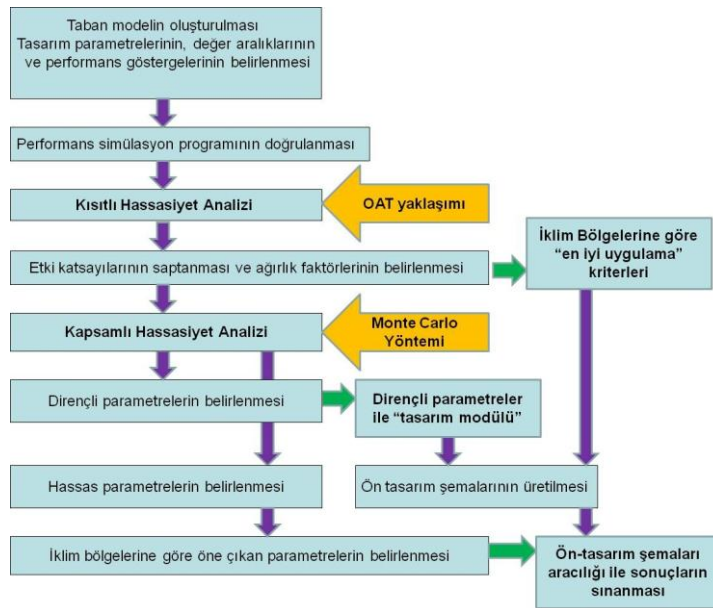 Taban modelin oluşturulması
Tasarım parametrelerinin, değer aralıklarının
ve performans göstergelerinin belirlenmesi
Performans simülasyon programının doğrulanması
Kısıtlı Hassasiyet Analizi
OAT yaklaşımı
Etki katsayılarının saptanması ve ağırlık faktörlerinin belirlenmesi
İklim Bölgelerine göre
“en iyi uygulama”
kriterleri
Kapsamlı Hassasiyet Analizi
Monte Carlo
Yöntemi
Dirençli parametrelerin belirlenmesi
Dirençli parametreler
ile “tasarım modülü”
Hassas parametrelerin belirlenmesi
Ön tasarım şemalarının üretilmesi
İklim bölgelerine göre öne çıkan parametrelerin belirlenmesi
Ön-tasarım şemaları
aracılığı ile sonuçların
sınanması